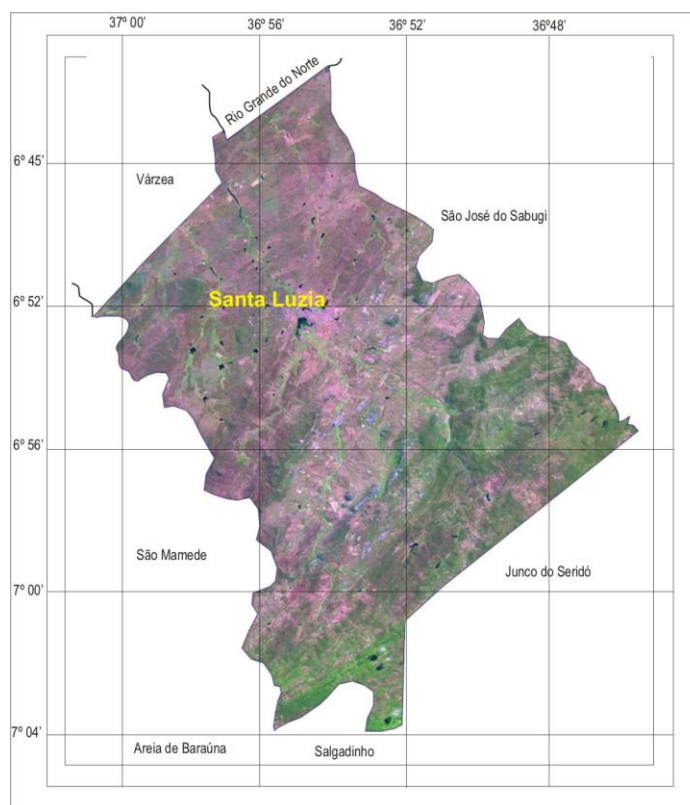 37º 00' 36º 56' 36º 52' 36º48'
Rio Grande do Norte
6º 45'
Várzea
São José do Sabugi
Santa Luzia
6º 52'
6º 56'
São Mamede
Junco do Seridó
7º 00'
7º 04'
Areia de Baraúna
Salgadinho